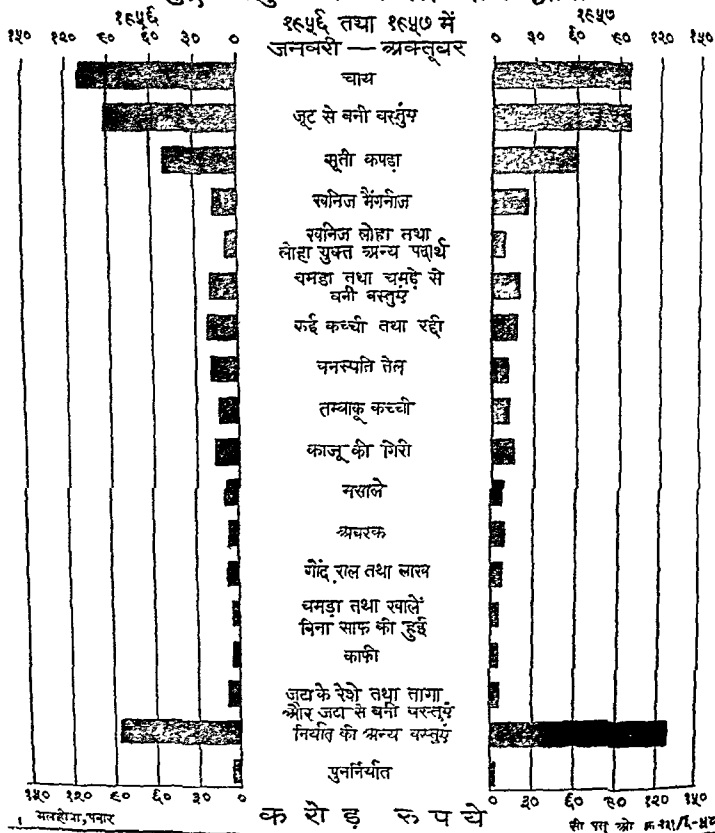 १९५६ १९५७
१९५६ तथा १९५७ में
१५० १२० ९० ६० ३० ० ० ३० ६० ९० १२० १५०
जनवरी — अक्तूबर
चाय
जूट से बनी वस्तुएं
सूती कपड़ा
खनिज मैंगनीज
खनिज लोहा तथा
लोहा युक्त अन्य पदार्थ
चमडा तथा चमड़े से
बनी वस्तुएं
रुई कच्ची तथा रद्दी
वनस्पति तेल
तम्बाकू कच्ची
काजू की गिरी
मसाले
अबरक
गोंद, राल तथा लाख
चमड़ा तथा खालें
बिना साफ की हुई
काफी
जटा के रेशे तथा तागा
और जटा से बनी वस्तुएं
निर्यात की अन्य वस्तुएं
पुनर्निर्यात
१५० १२० ९० ६० ३० ० ० ३० ६० ९० १२० १५०
करोड़ रुपये